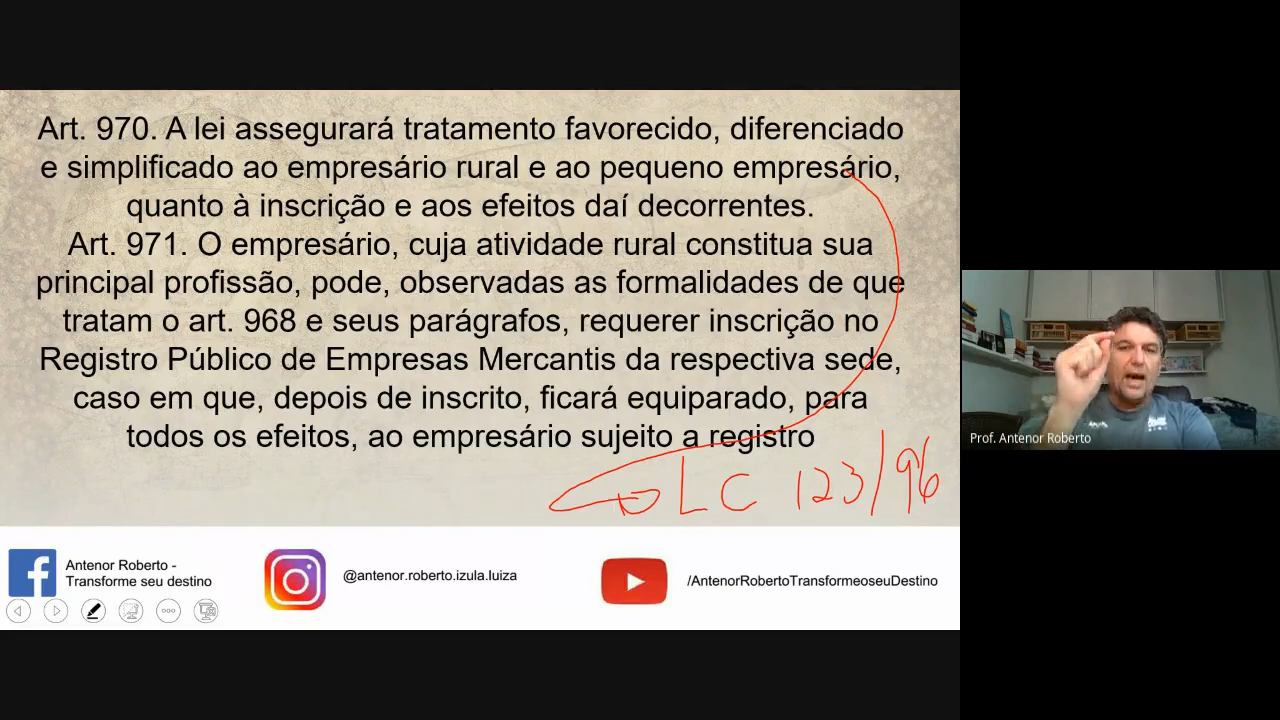 Art. 970. A lei assegurará tratamento favorecido, diferenciado
e simplificado ao empresário rural e ao pequeno empresário,
quanto à inscrição e aos efeitos daí decorrentes.
Art. 971. O empresário, cuja atividade rural constitua sua
principal profissão, pode, observadas as formalidades de que
tratam o art. 968 e seus parágrafos, requerer inscrição no
Registro Público de Empresas Mercantis da respectiva sede,
caso em que, depois de inscrito, ficará equiparado, para
todos os efeitos, ao empresário sujeito a registro
LC 123/96
Antenor Roberto -
Transforme seu destino
@antenor.roberto.izula.luiza
/AntenorRobertoTransformeoseuDestino
Prof. Antenor Roberto